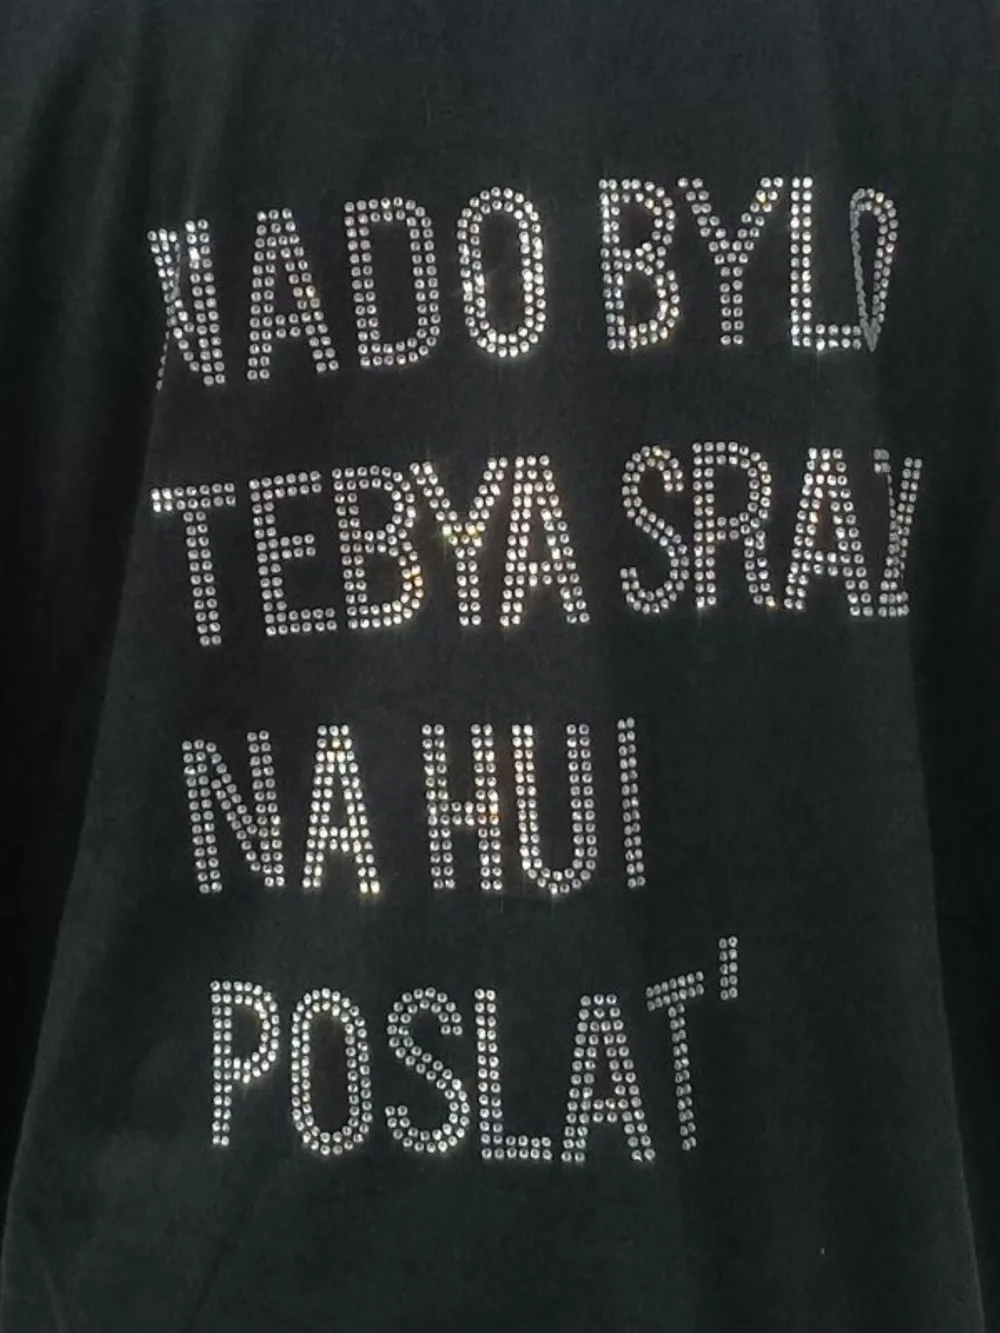 NADO BYLO
TEBYA SRAZ
NA HUI
POSLAT'